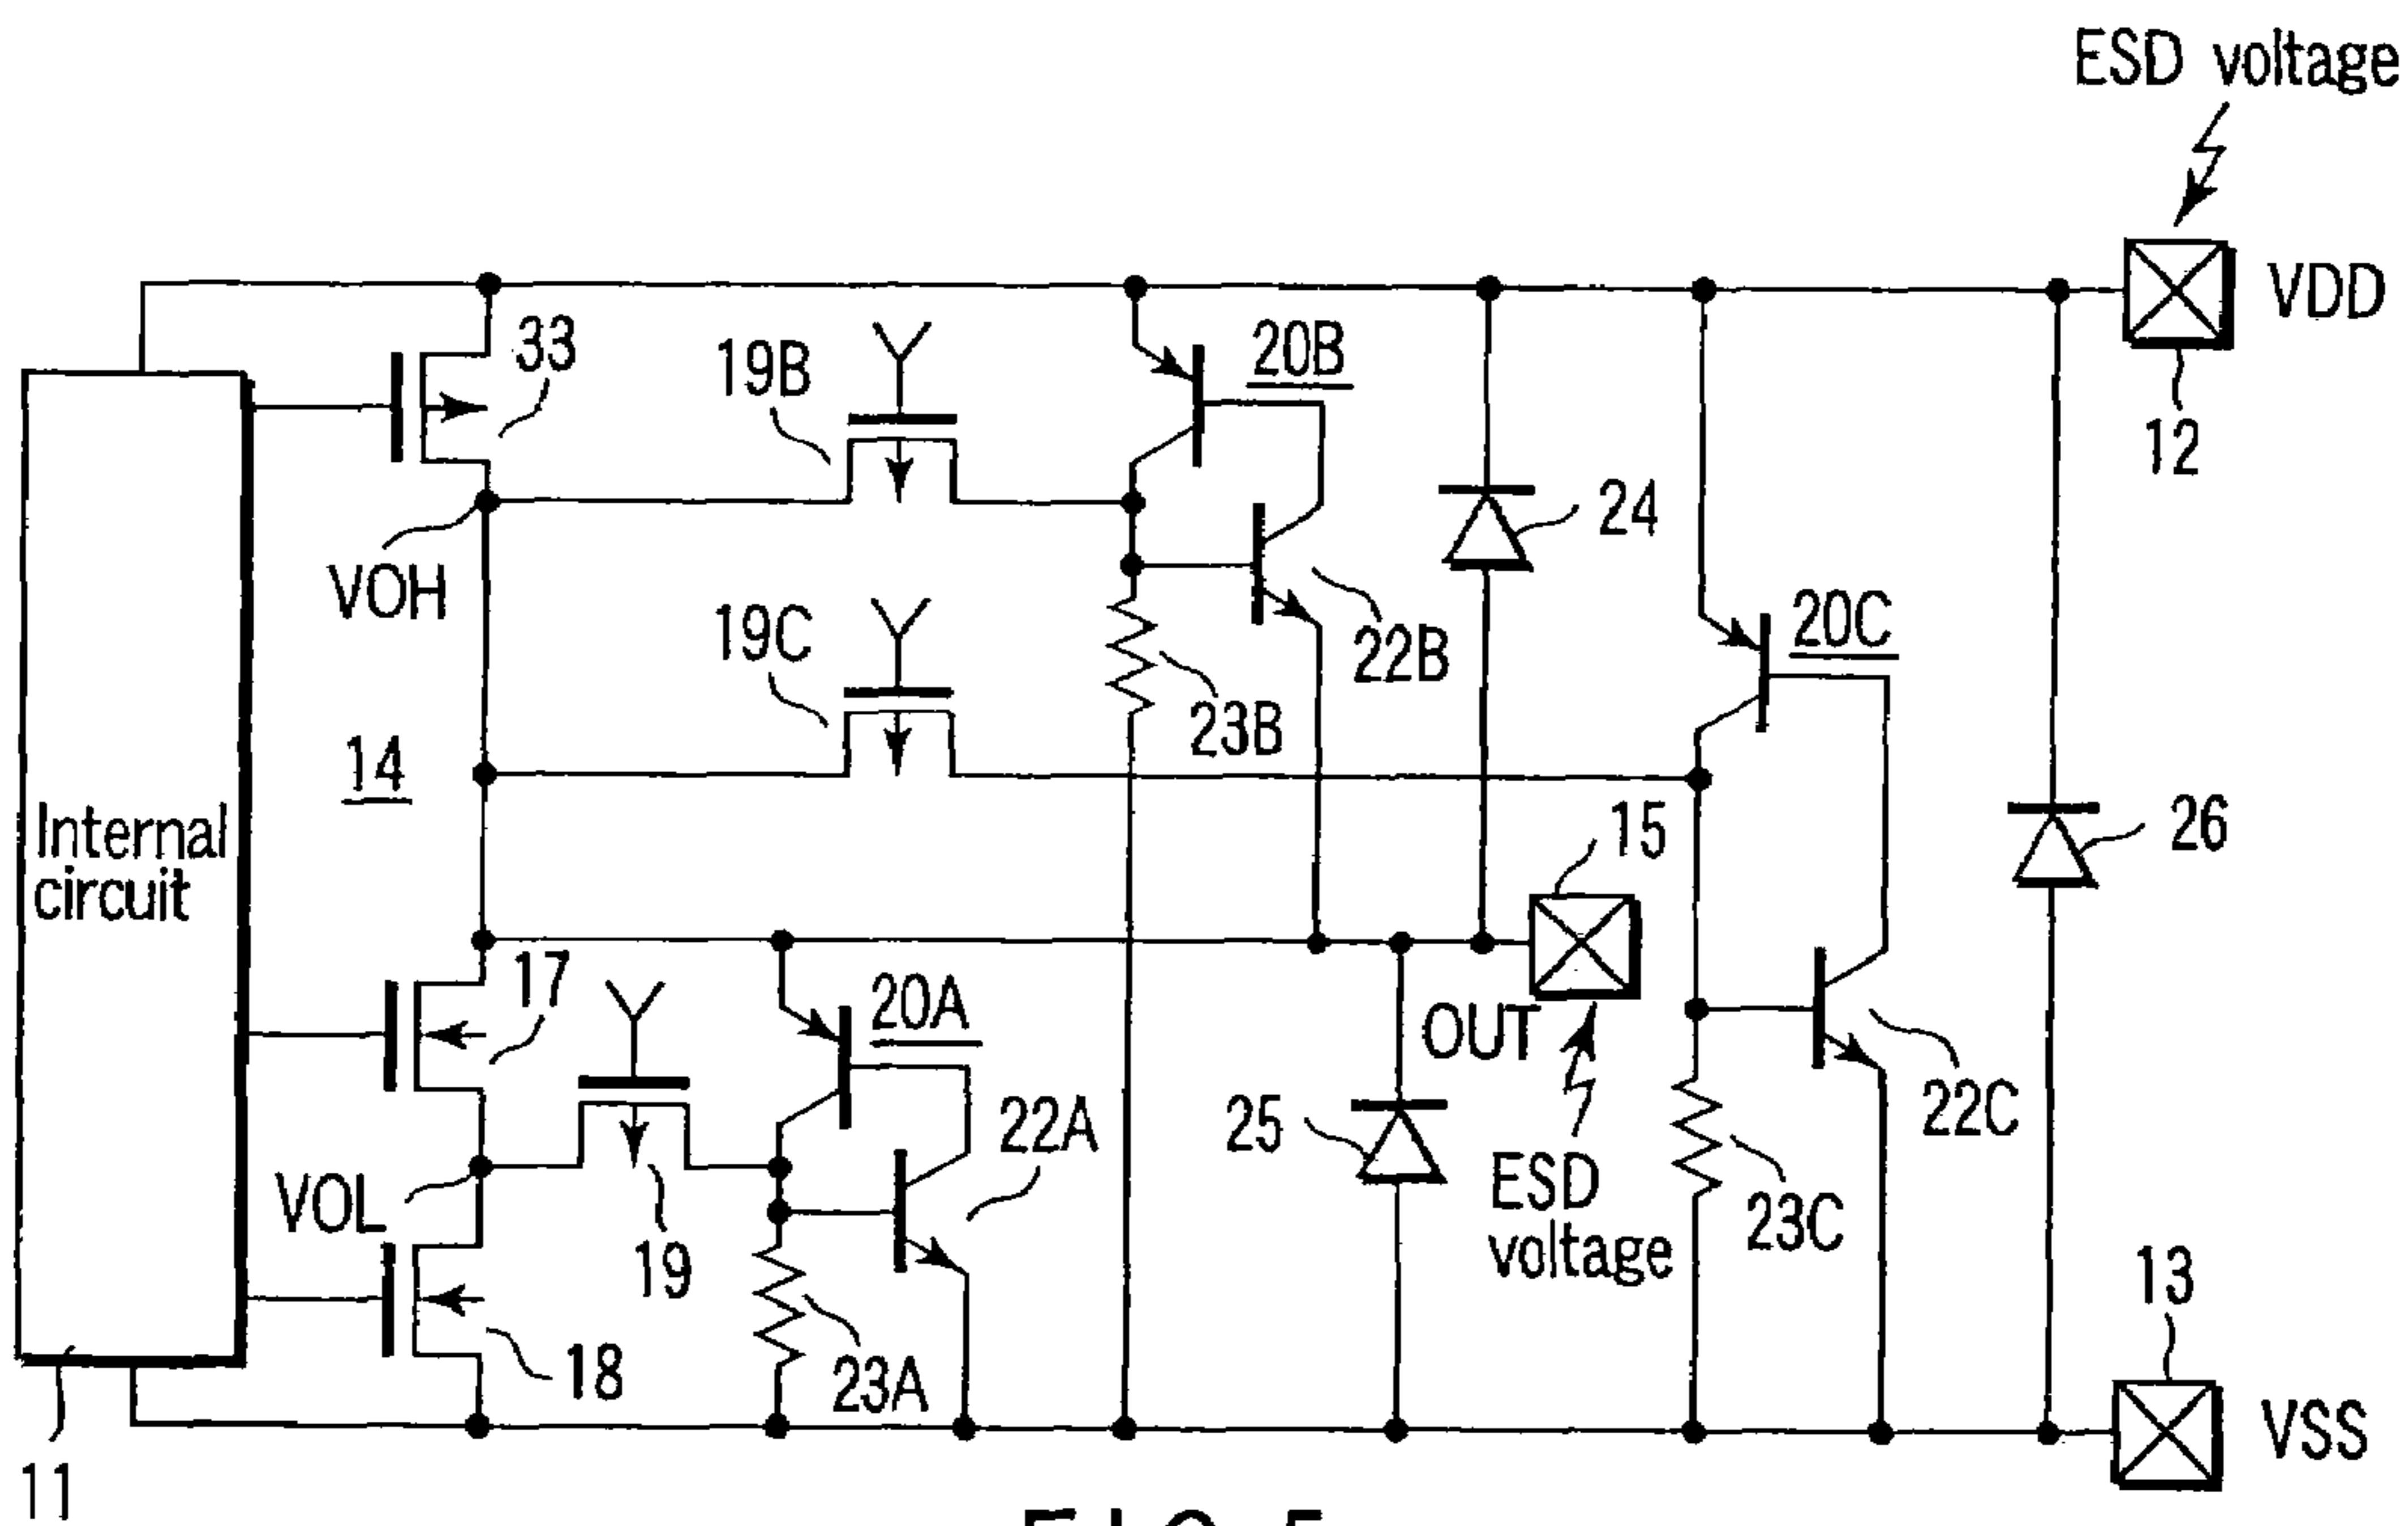 ESD voltage
VDD
12
33
19B
20B
24
VOH
19C
22B
20C
23B
14
15
26
Internal
circuit
17
20A
OUT
22A
25
22C
ESD
voltage
VOL
19
23C
13
18
23A
VSS
11